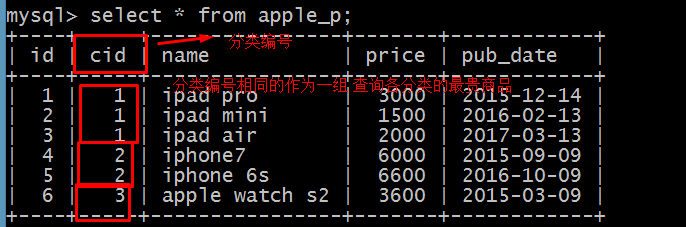 mysql> select * from apple_p;
+----+-----+----------------+-------+------------+
| id | cid | name | price | pub_date |
分类编号
+----+-----+----------------+-------+------------+
分类编号相同的作为一组,查询各分类的最贵商品
| 1 | 1 | ipad pro | 3000 | 2015-12-14 |
| 2 | 1 | ipad mini | 1500 | 2016-02-13 |
| 3 | 1 | ipad air | 2000 | 2017-03-13 |
| 4 | 2 | iphone7 | 6000 | 2015-09-09 |
| 5 | 2 | iphone 6s | 6600 | 2016-10-09 |
| 6 | 3 | apple watch s2 | 3600 | 2015-03-09 |
+----+-----+----------------+-------+------------+